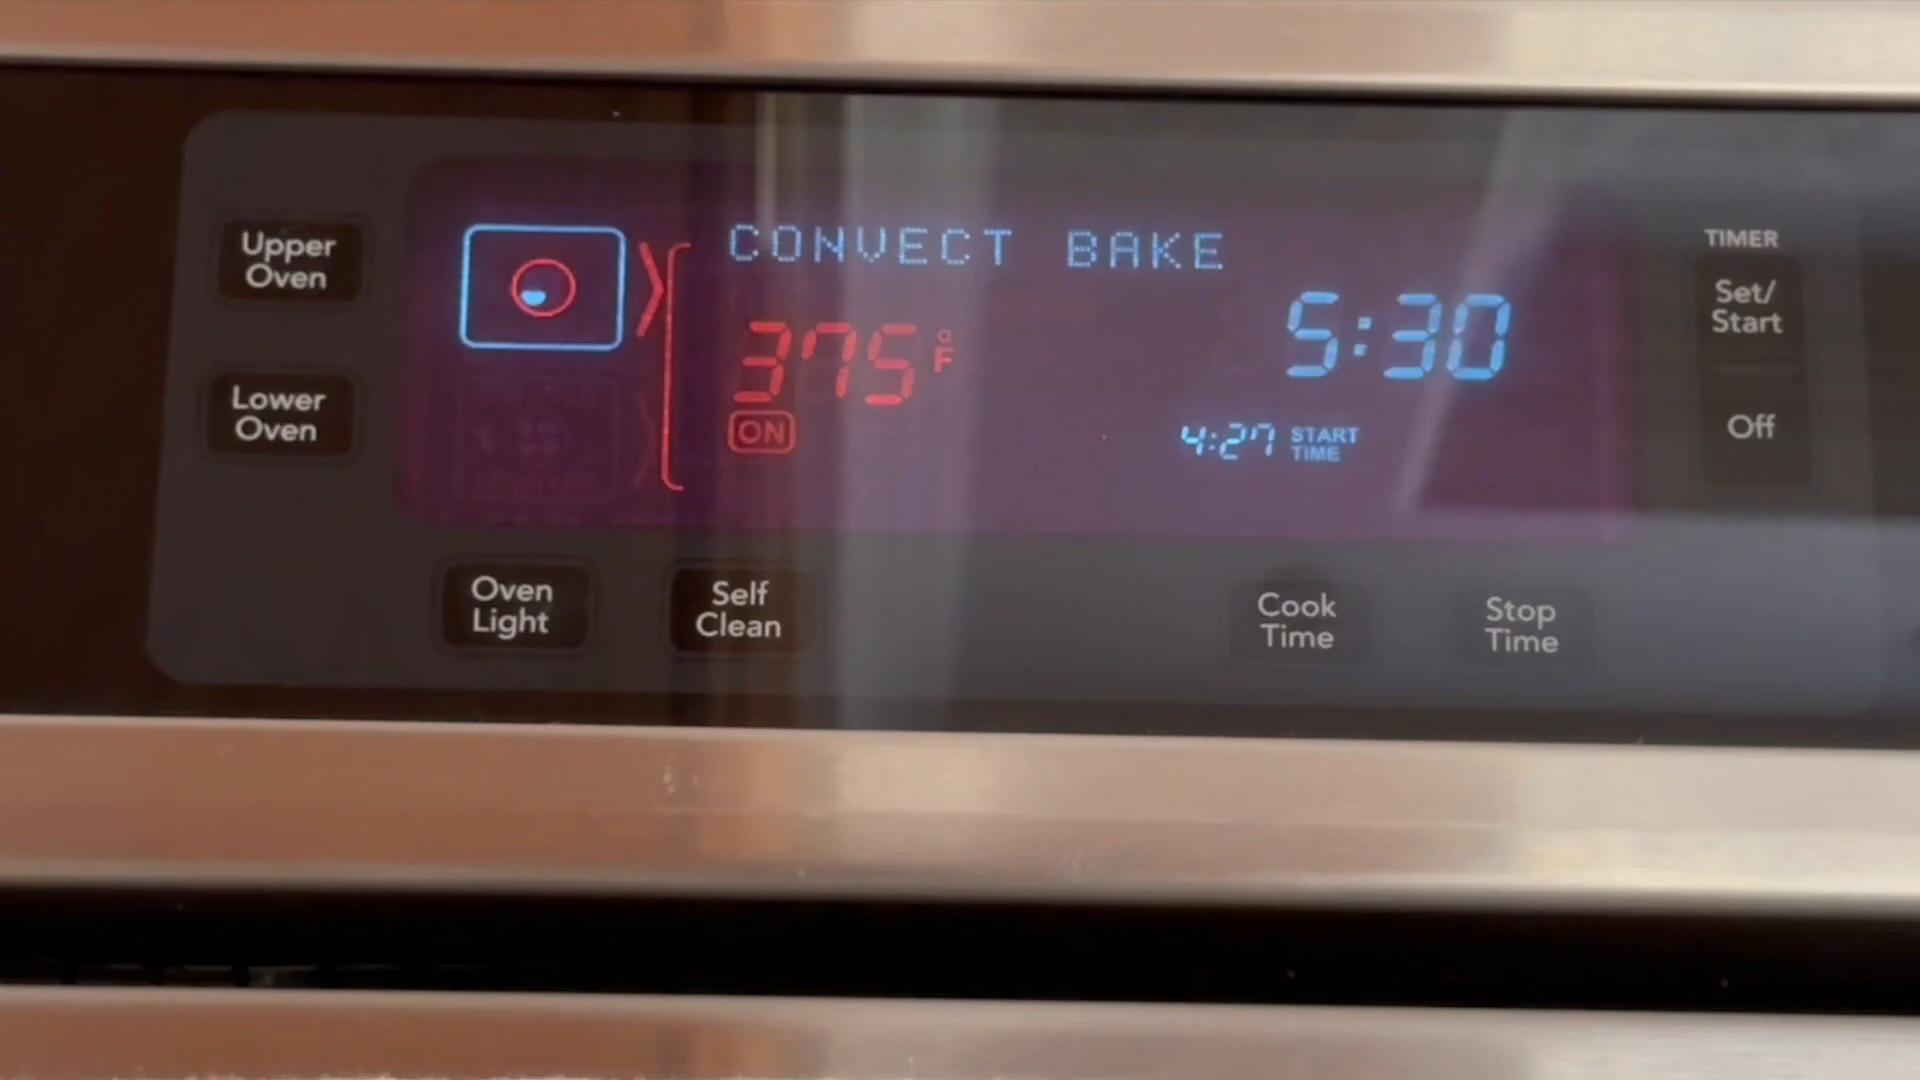 Upper
Oven
Lower
Oven
CONVECT BAKE
375°F
ON
5:30
4:27 START
TIME
TIMER
Set/
Start
Off
Oven
Light
Self
Clean
Cook
Time
Stop
Time